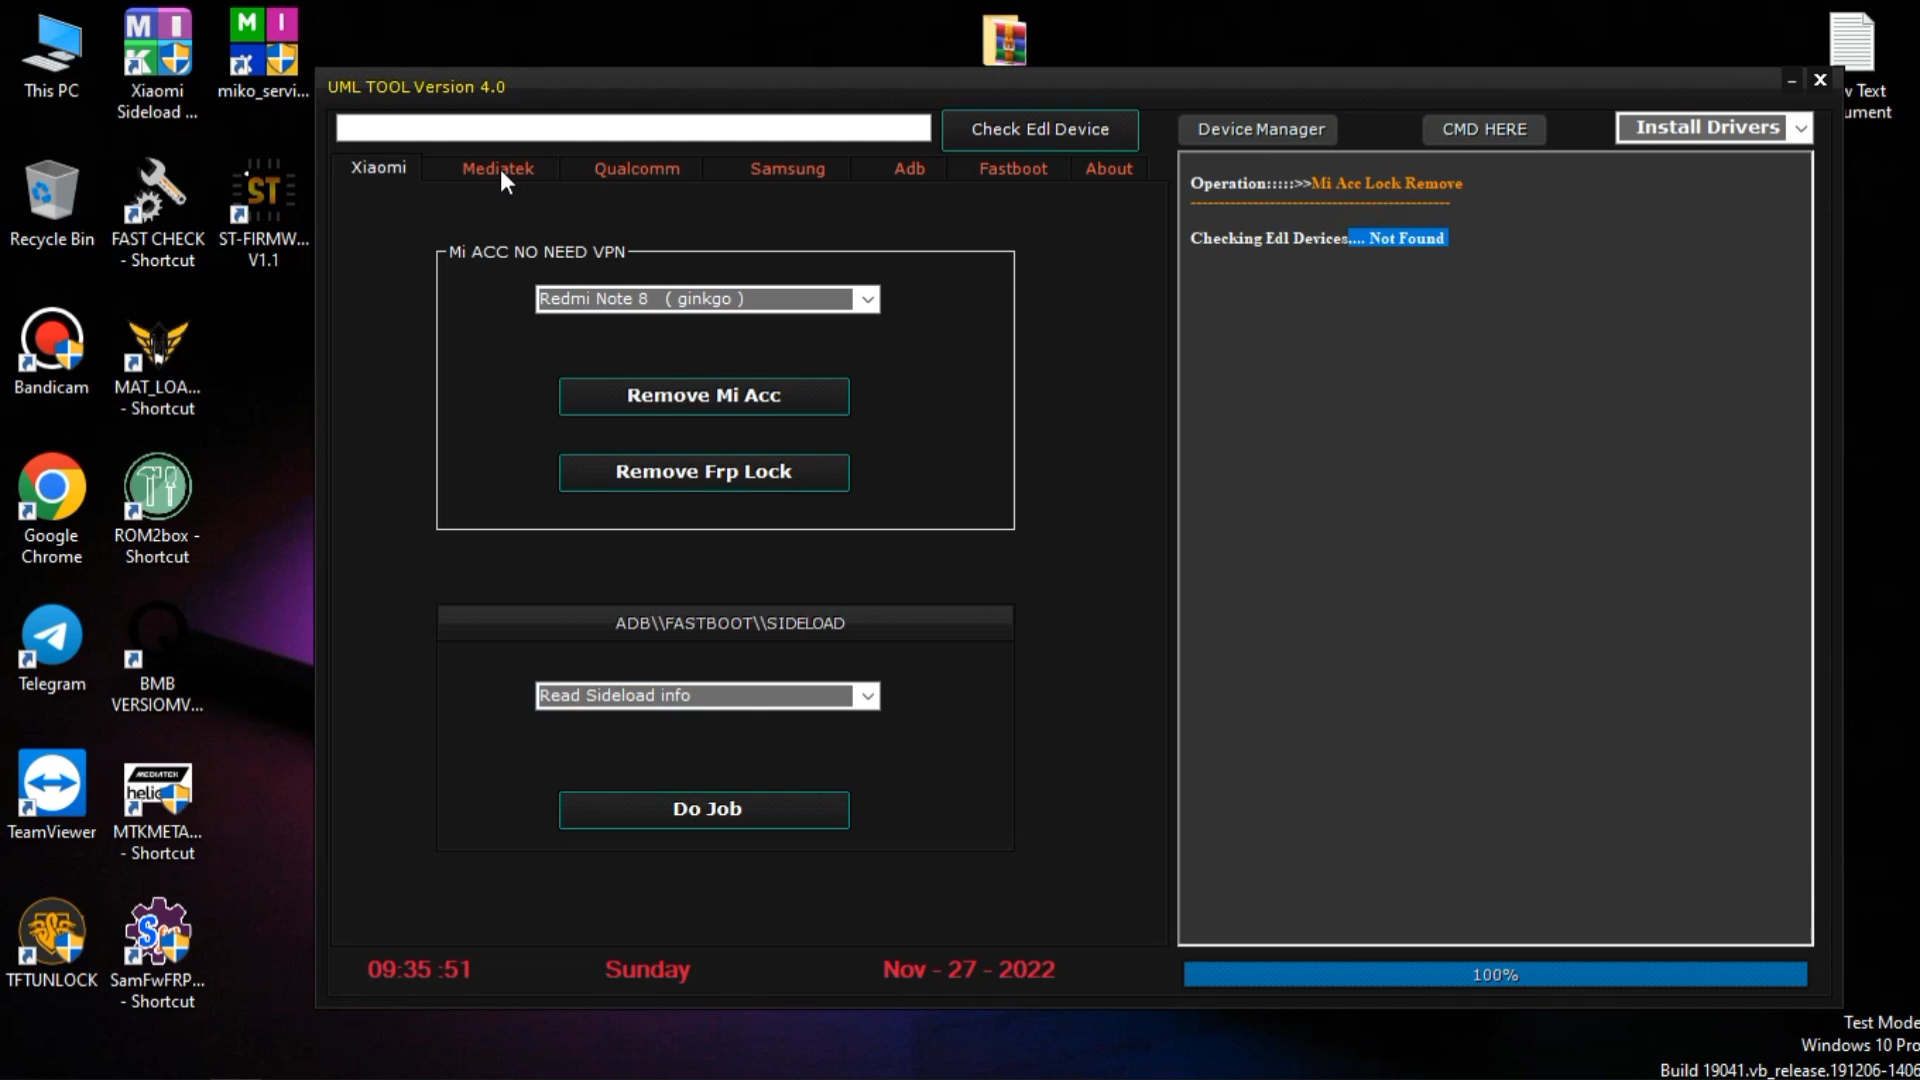 This PC
Xiaomi
Sideload ...
miko_servi...
Recycle Bin
FAST CHECK
- Shortcut
ST-FIRMW...
V1.1
Bandicam
MAT_LOA...
- Shortcut
Google
Chrome
ROM2box -
Shortcut
Telegram
BMB
VERSIOMV...
TeamViewer
MTKMETA...
- Shortcut
TFTUNLOCK
SamFwFRP...
- Shortcut
UML TOOL Version 4.0
Check Edl Device
Device Manager
CMD HERE
Install Drivers
Xiaomi
Mediatek
Qualcomm
Samsung
Adb
Fastboot
About
Mi ACC NO NEED VPN
Redmi Note 8 ( ginkgo )
Remove Mi Acc
Remove Frp Lock
ADB\\FASTBOOT\\SIDELOAD
Read Sideload info
Do Job
Operation:::::>>Mi Acc Lock Remove
-----------------------------------------------
Checking Edl Devices.... Not Found
09:35 :51
Sunday
Nov - 27 - 2022
100%
Text
Test Mode
Windows 10 Pro
Build 19041.vb_release.191206-1406